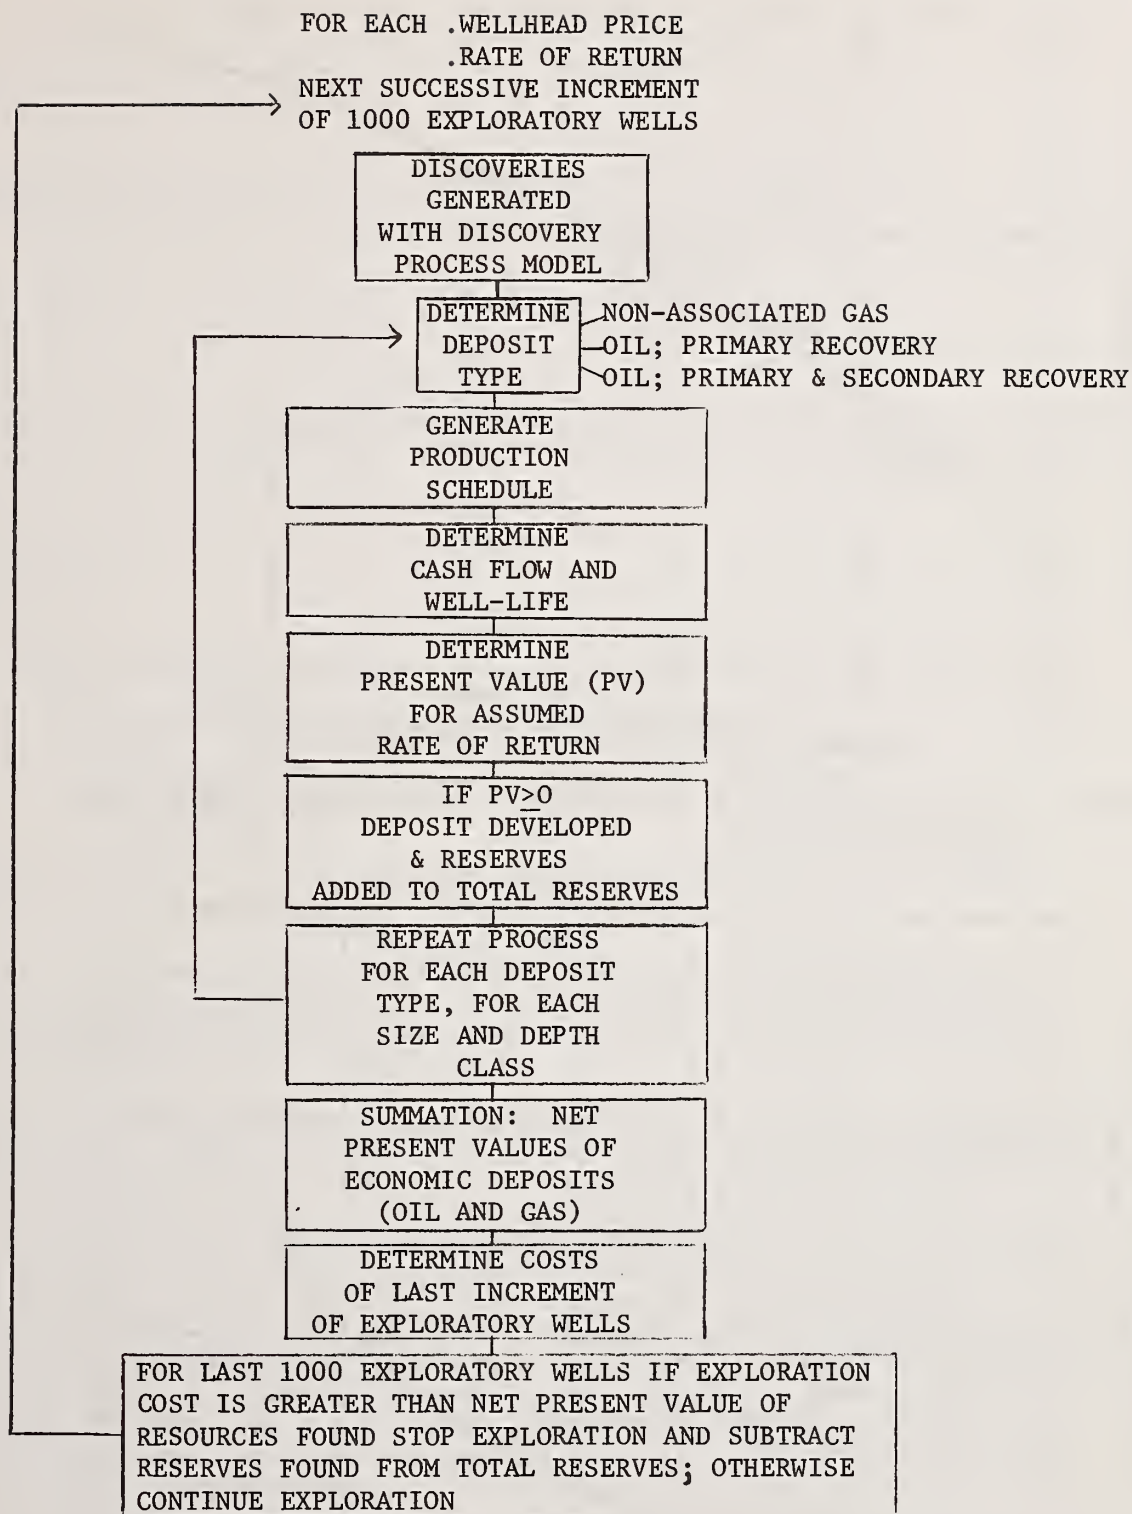 FOR EACH .WELLHEAD PRICE
.RATE OF RETURN
NEXT SUCCESSIVE INCREMENT
OF 1000 EXPLORATORY WELLS
DISCOVERIES
GENERATED
WITH DISCOVERY
PROCESS MODEL
DETERMINE
DEPOSIT
TYPE
NON-ASSOCIATED GAS
OIL; PRIMARY RECOVERY
OIL; PRIMARY & SECONDARY RECOVERY
GENERATE
PRODUCTION
SCHEDULE
DETERMINE
CASH FLOW AND
WELL-LIFE
DETERMINE
PRESENT VALUE (PV)
FOR ASSUMED
RATE OF RETURN
IF PV≥0
DEPOSIT DEVELOPED
& RESERVES
ADDED TO TOTAL RESERVES
REPEAT PROCESS
FOR EACH DEPOSIT
TYPE, FOR EACH
SIZE AND DEPTH
CLASS
SUMMATION: NET
PRESENT VALUES OF
ECONOMIC DEPOSITS
(OIL AND GAS)
DETERMINE COSTS
OF LAST INCREMENT
OF EXPLORATORY WELLS
FOR LAST 1000 EXPLORATORY WELLS IF EXPLORATION
COST IS GREATER THAN NET PRESENT VALUE OF
RESOURCES FOUND STOP EXPLORATION AND SUBTRACT
RESERVES FOUND FROM TOTAL RESERVES; OTHERWISE
CONTINUE EXPLORATION